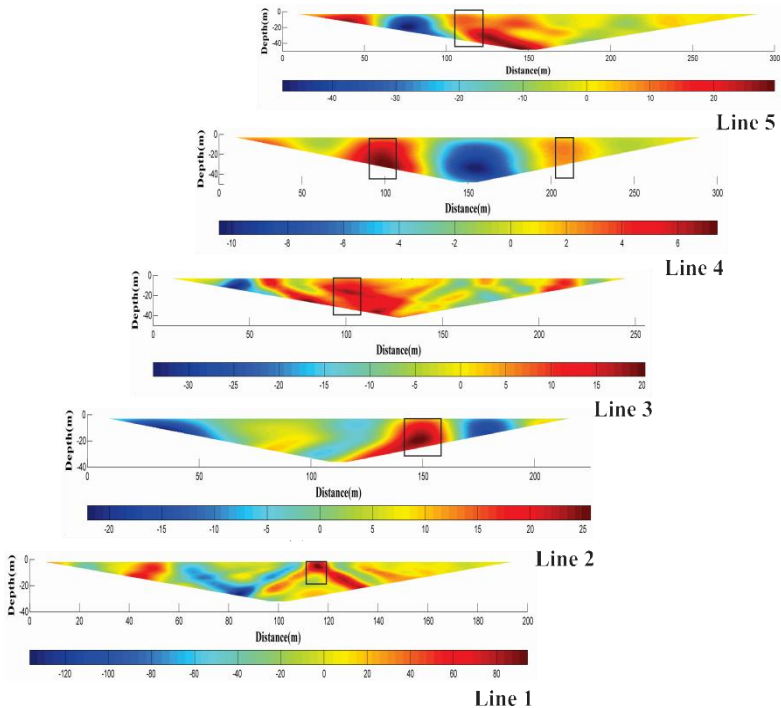 Depth(m)
0
-20
-40
0 50 100 150 200 250 300
Distance(m)
-40 -30 -20 -10 0 10 20
Line 5
Depth(m)
0
-20
-40
0 50 100 150 200 250 300
Distance(m)
-10 -8 -6 -4 -2 0 2 4 6
Line 4
Depth(m)
0
-20
-40
0 50 100 150 200 250
Distance(m)
-30 -25 -20 -15 -10 -5 0 5 10 15 20
Line 3
Depth(m)
0
-20
-40
0 50 100 150 200
Distance(m)
-20 -15 -10 -5 0 5 10 15 20 25
Line 2
Depth(m)
0
-20
-40
0 20 40 60 80 100 120 140 160 180 200
Distance(m)
-120 -100 -80 -60 -40 -20 0 20 40 60 80
Line 1